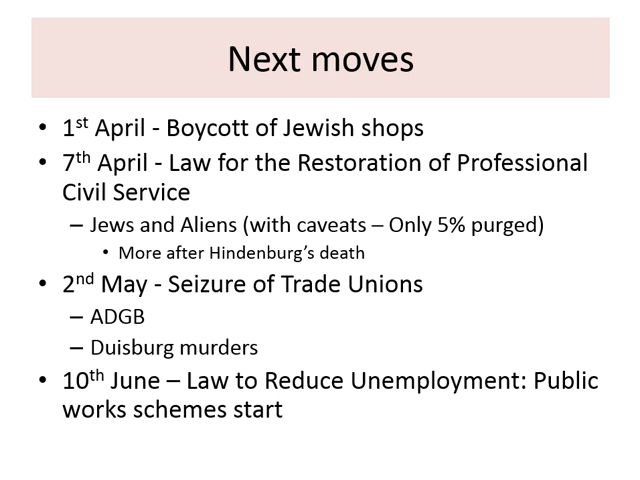 Next moves
• 1st April - Boycott of Jewish shops
• 7th April - Law for the Restoration of Professional
Civil Service
– Jews and Aliens (with caveats – Only 5% purged)
• More after Hindenburg's death
• 2nd May - Seizure of Trade Unions
– ADGB
– Duisburg murders
• 10th June – Law to Reduce Unemployment: Public
works schemes start